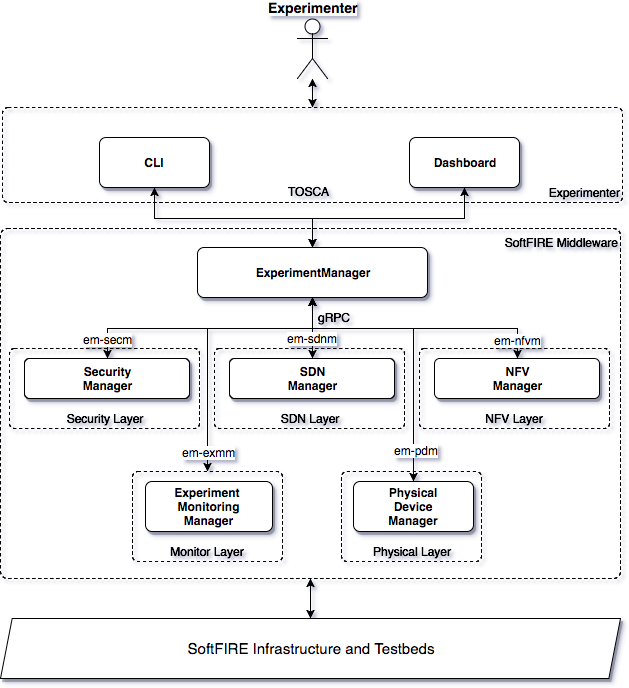 Experimenter
CLI
Dashboard
TOSCA
Experimenter
SoftFIRE Middleware
ExperimentManager
gRPC
em-secm
em-sdnm
em-nfvm
Security
Manager
SDN
Manager
NFV
Manager
Security Layer
SDN Layer
NFV Layer
em-exmm
em-pdm
Experiment
Monitoring
Manager
Physical
Device
Manager
Monitor Layer
Physical Layer
SoftFIRE Infrastructure and Testbeds